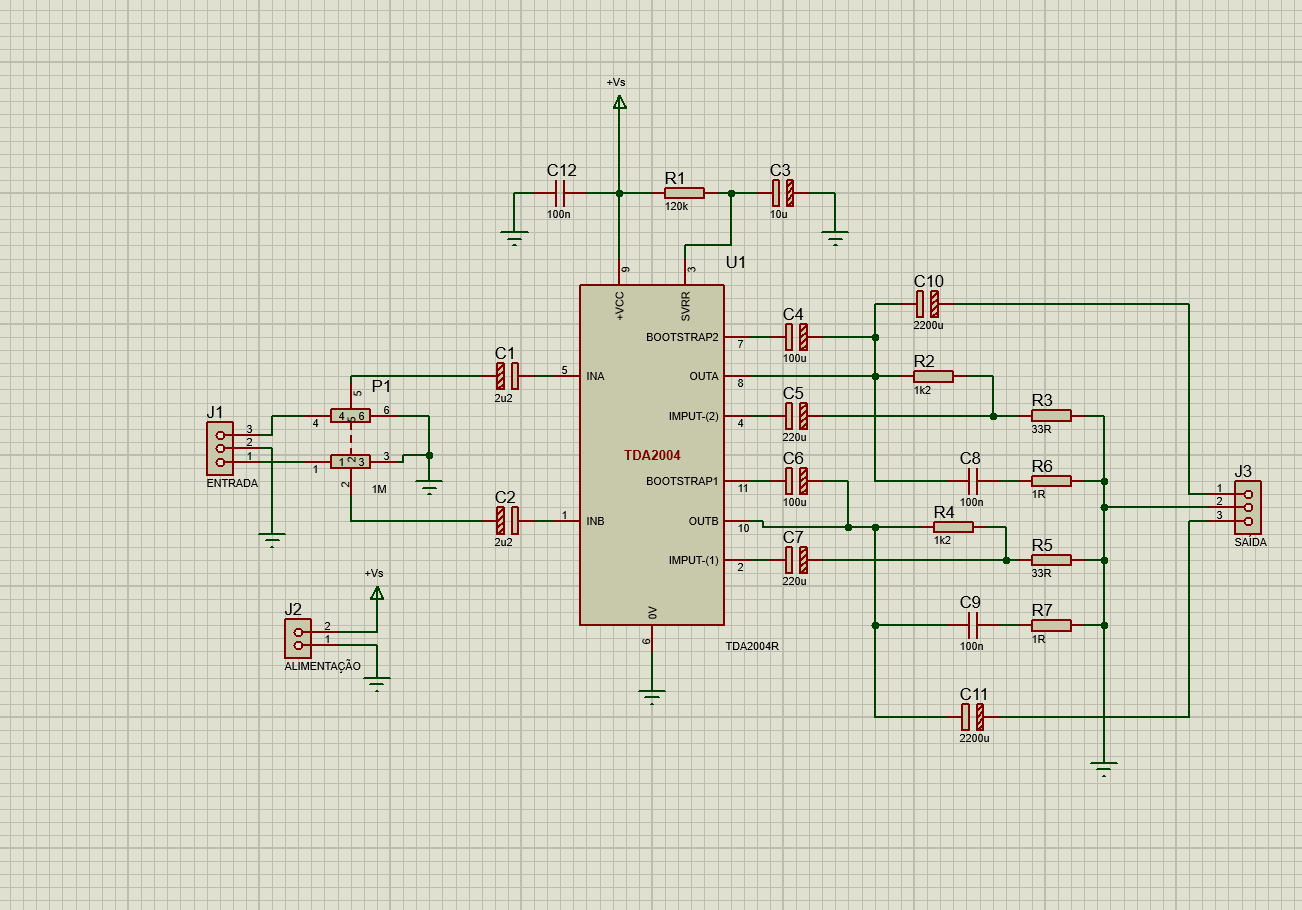 +Vs
C12
100n
R1
120k
C3
10u
9
3
U1
+VCC
SVRR
C10
2200u
C4
100u
BOOTSTRAP2
7
C1
2u2
5
INA
OUTA
8
R2
1k2
P1
5
4
4 5 6
6
C5
220u
IMPUT-(2)
4
R3
33R
J1
3
2
1
ENTRADA
1
1 2 3
3
2
1M
TDA2004
C6
100u
BOOTSTRAP1
11
C8
100n
R6
1R
J3
1
2
3
SAÍDA
C2
2u2
1
INB
OUTB
10
R4
1k2
C7
220u
IMPUT-(1)
2
R5
33R
+Vs
J2
2
1
ALIMENTAÇÃO
0V
6
TDA2004R
C9
100n
R7
1R
C11
2200u